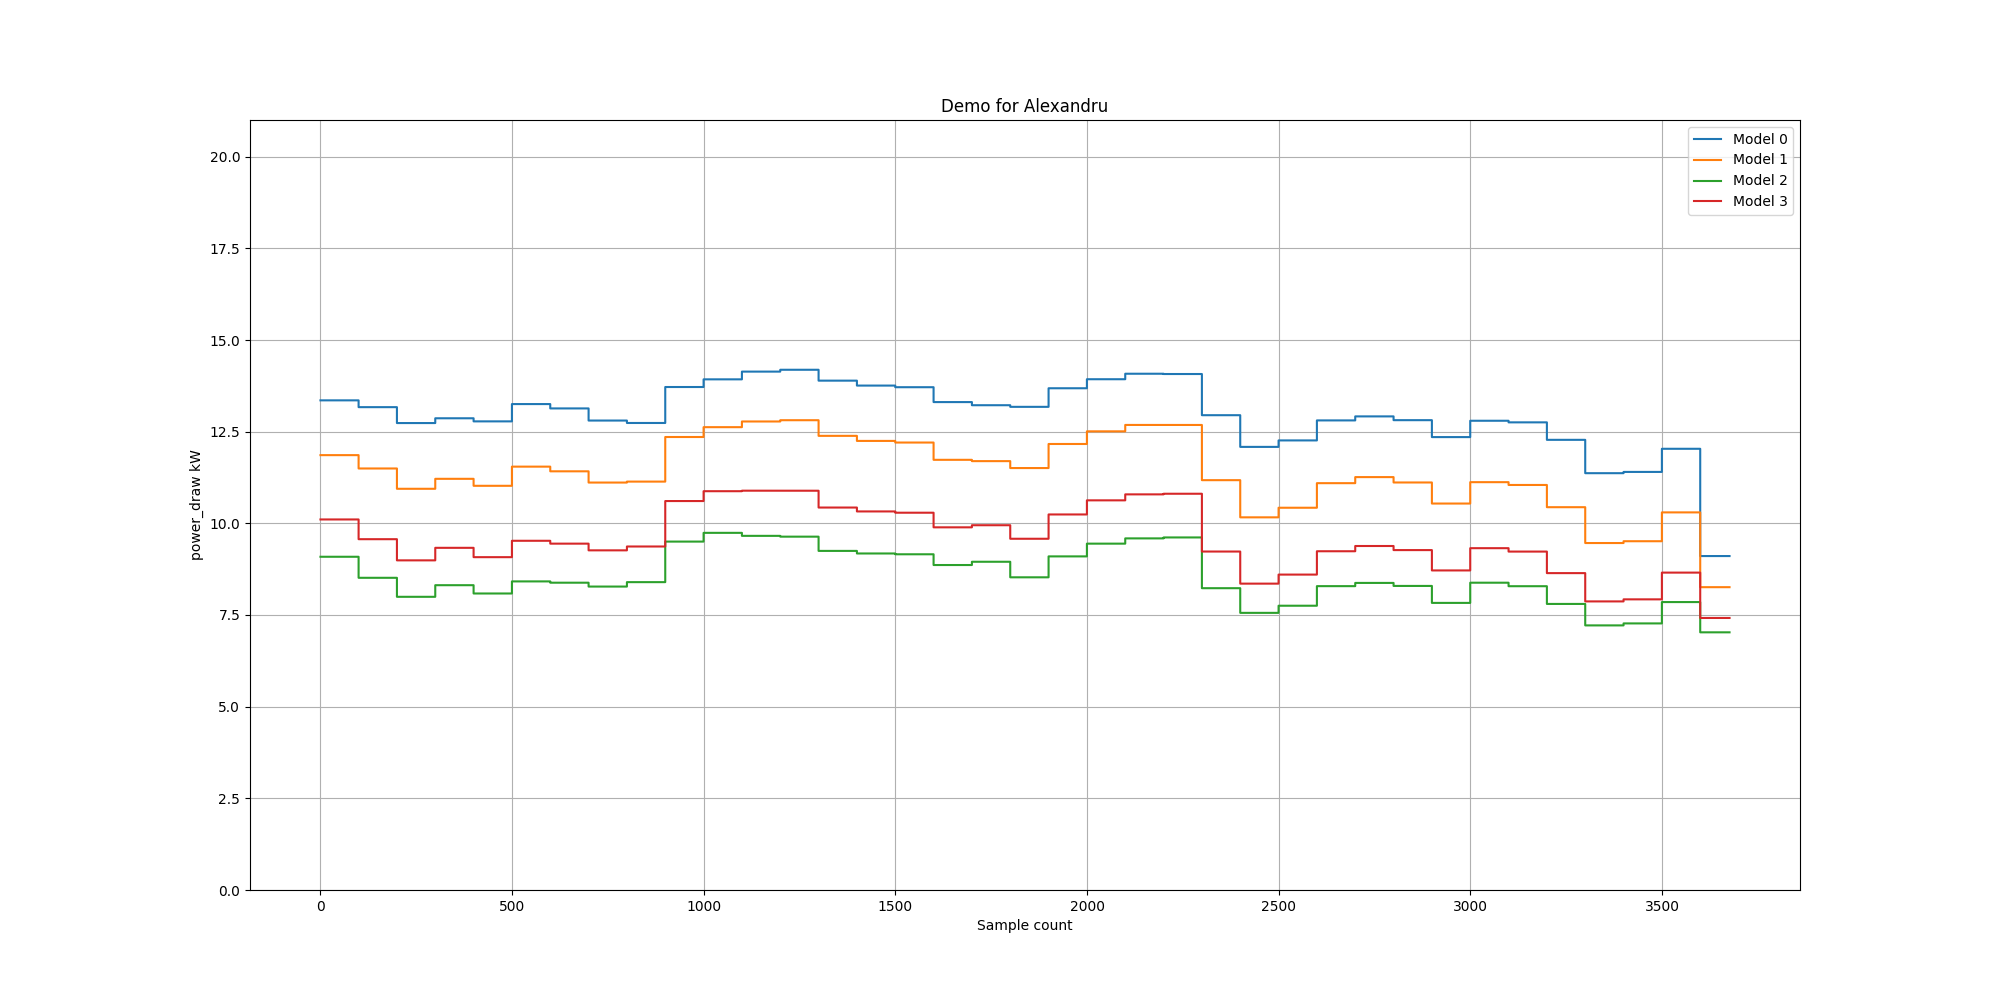 Demo for Alexandru
Model 0
Model 1
Model 2
Model 3
power_draw kW
20.0
17.5
15.0
12.5
10.0
7.5
5.0
2.5
0.0
0 500 1000 1500 2000 2500 3000 3500
Sample count